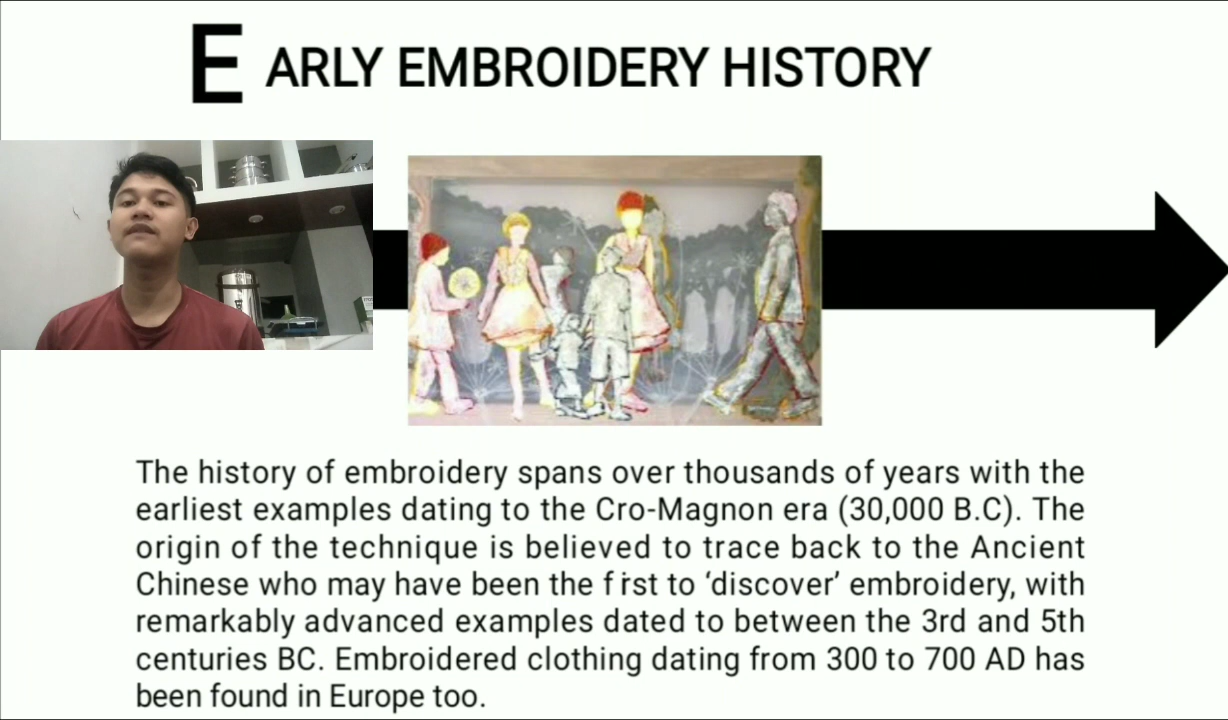 E ARLY EMBROIDERY HISTORY
The history of embroidery spans over thousands of years with the
earliest examples dating to the Cro-Magnon era (30,000 B.C). The
origin of the technique is believed to trace back to the Ancient
Chinese who may have been the f irst to ‘discover’ embroidery, with
remarkably advanced examples dated to between the 3rd and 5th
centuries BC. Embroidered clothing dating from 300 to 700 AD has
been found in Europe too.